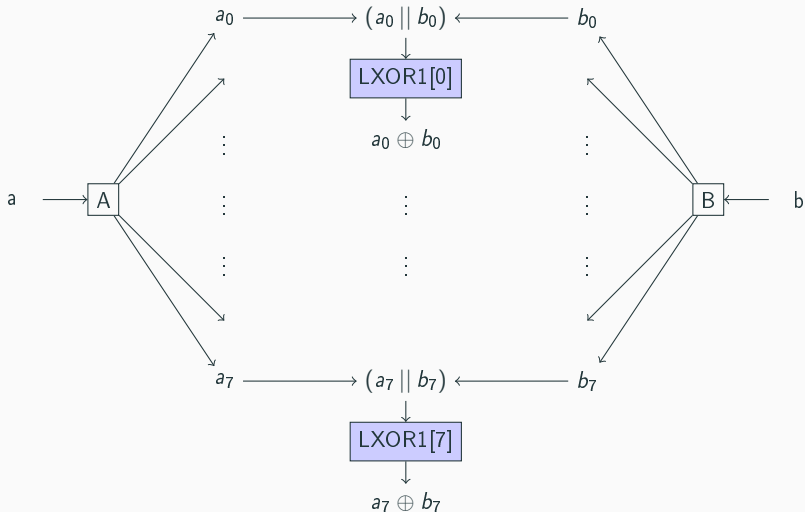 a₀ (a₀ || b₀) b₀
LXOR1[0]
a₀ ⊕ b₀
⋮ ⋮
a A ⋮ ⋮ ⋮ B b
⋮ ⋮ ⋮
a₇ (a₇ || b₇) b₇
LXOR1[7]
a₇ ⊕ b₇